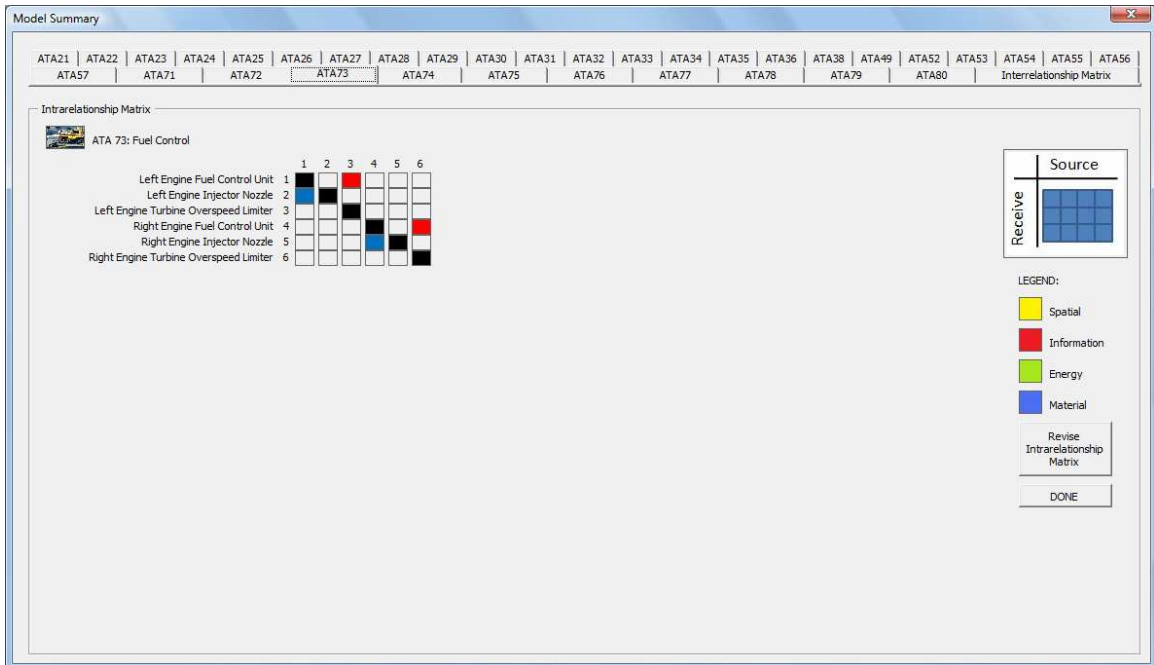 Model Summary
ATA21 ATA22 ATA23 ATA24 ATA25 ATA26 ATA27 ATA28 ATA29 ATA30 ATA31 ATA32 ATA33 ATA34 ATA35 ATA36 ATA38 ATA49 ATA52 ATA53 ATA54 ATA55 ATA56
ATA57 ATA71 ATA72 ATA73 ATA74 ATA75 ATA76 ATA77 ATA78 ATA79 ATA80 Interrelationship Matrix
Intrarelationship Matrix
ATA 73: Fuel Control
1 2 3 4 5 6
Left Engine Fuel Control Unit 1
Left Engine Injector Nozzle 2
Left Engine Turbine Overspeed Limiter 3
Right Engine Fuel Control Unit 4
Right Engine Injector Nozzle 5
Right Engine Turbine Overspeed Limiter 6
Source
Receive
LEGEND:
Spatial
Information
Energy
Material
Revise
Intrarelationship
Matrix
DONE